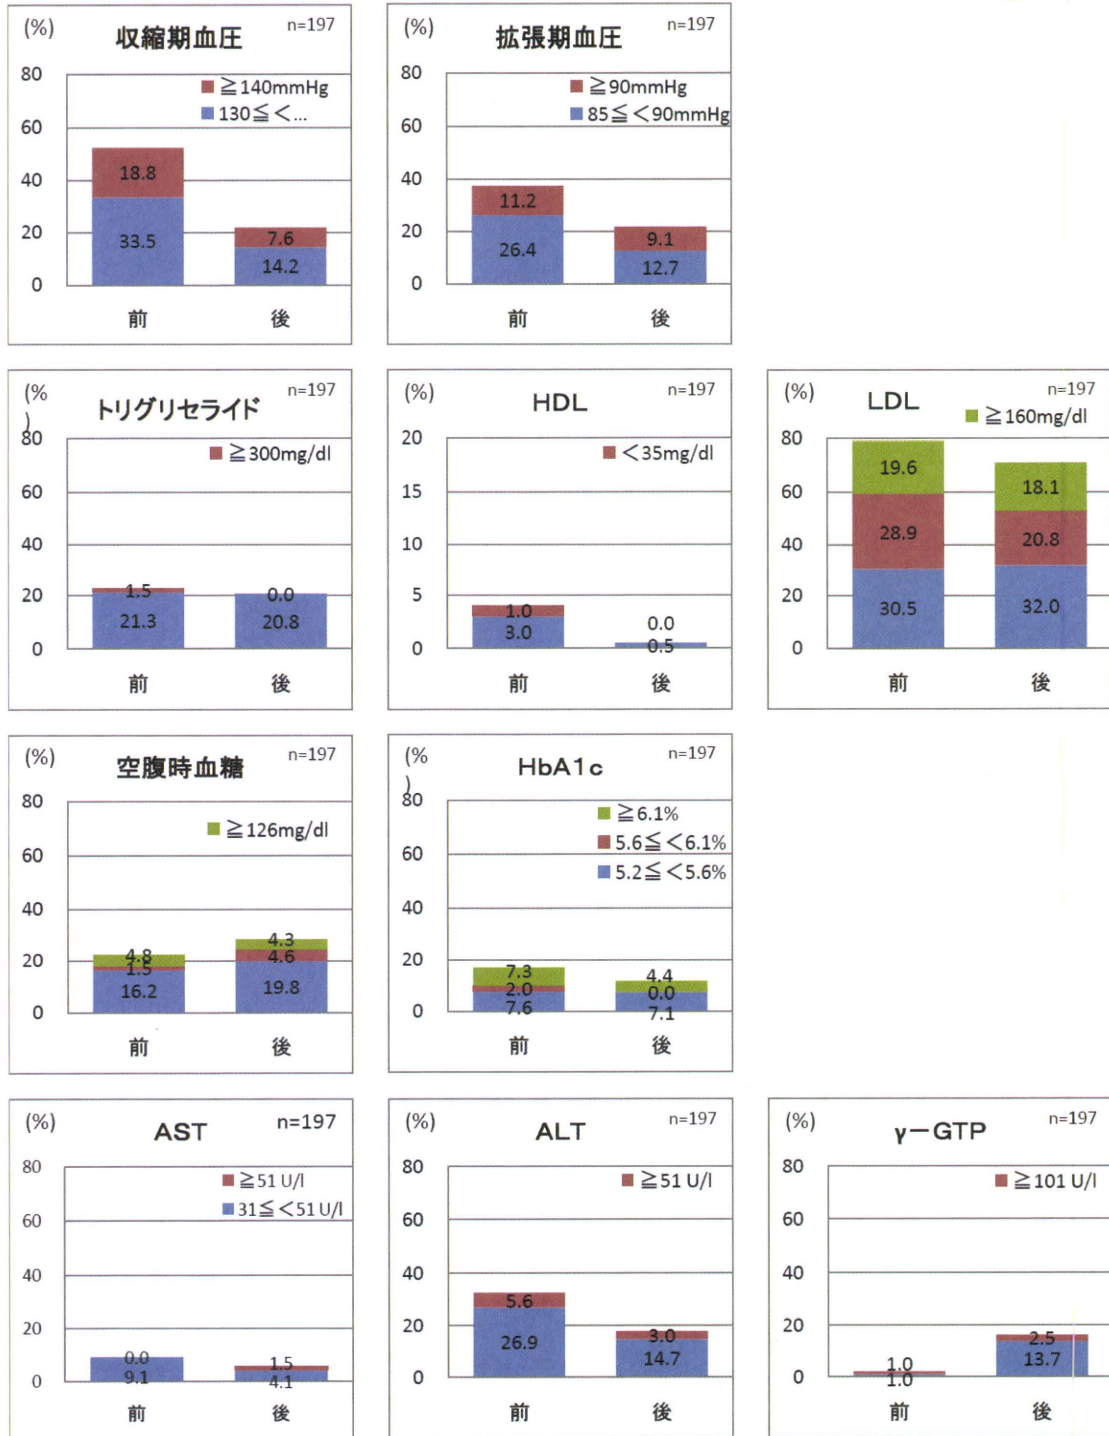 (%)
収縮期血圧
n=197
80
60
40
20
0
≧140mmHg
130≦<...
18.8
33.5
7.6
14.2
前
後
(%)
拡張期血圧
n=197
80
60
40
20
0
≧90mmHg
85≦<90mmHg
11.2
26.4
9.1
12.7
前
後
(%
)
トリグリセライド
n=197
80
60
40
20
0
≧300mg/dl
1.5
21.3
0.0
20.8
前
後
(%)
HDL
n=197
20
15
10
5
0
<35mg/dl
1.0
3.0
0.0
0.5
前
後
(%)
LDL
n=197
≧160mg/dl
80
60
40
20
0
19.6
28.9
30.5
18.1
20.8
32.0
前
後
(%)
空腹時血糖
n=197
80
60
40
20
0
≧126mg/dl
4.8
1.5
16.2
4.3
4.6
19.8
前
後
(%
)
HbA1c
n=197
80
60
40
20
0
≧6.1%
5.6≦<6.1%
5.2≦<5.6%
7.3
2.0
7.6
4.4
0.0
7.1
前
後
(%)
AST
n=197
80
60
40
20
0
≧51 U/l
31≦<51 U/l
0.0
9.1
1.5
4.1
前
後
(%)
ALT
n=197
80
60
40
20
0
≧51 U/l
5.6
26.9
3.0
14.7
前
後
(%)
γ－GTP
n=197
80
60
40
20
0
≧101 U/l
1.0
1.0
2.5
13.7
前
後